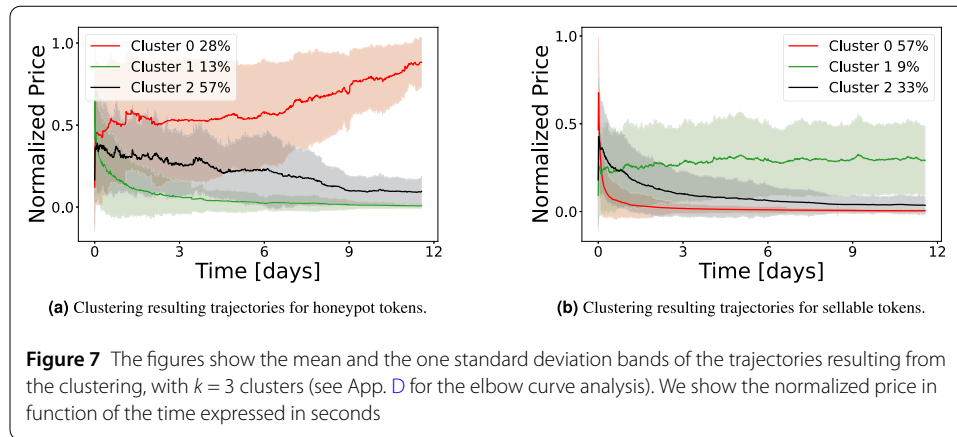 Normalized Price
1.0
0.5
0.0
Cluster 0 28%
Cluster 1 13%
Cluster 2 57%
0 3 6 9 12
Time [days]
(a) Clustering resulting trajectories for honeypot tokens.
Normalized Price
1.0
0.5
0.0
Cluster 0 57%
Cluster 1 9%
Cluster 2 33%
0 3 6 9 12
Time [days]
(b) Clustering resulting trajectories for sellable tokens.
Figure 7 The figures show the mean and the one standard deviation bands of the trajectories resulting from
the clustering, with k = 3 clusters (see App. D for the elbow curve analysis). We show the normalized price in
function of the time expressed in seconds